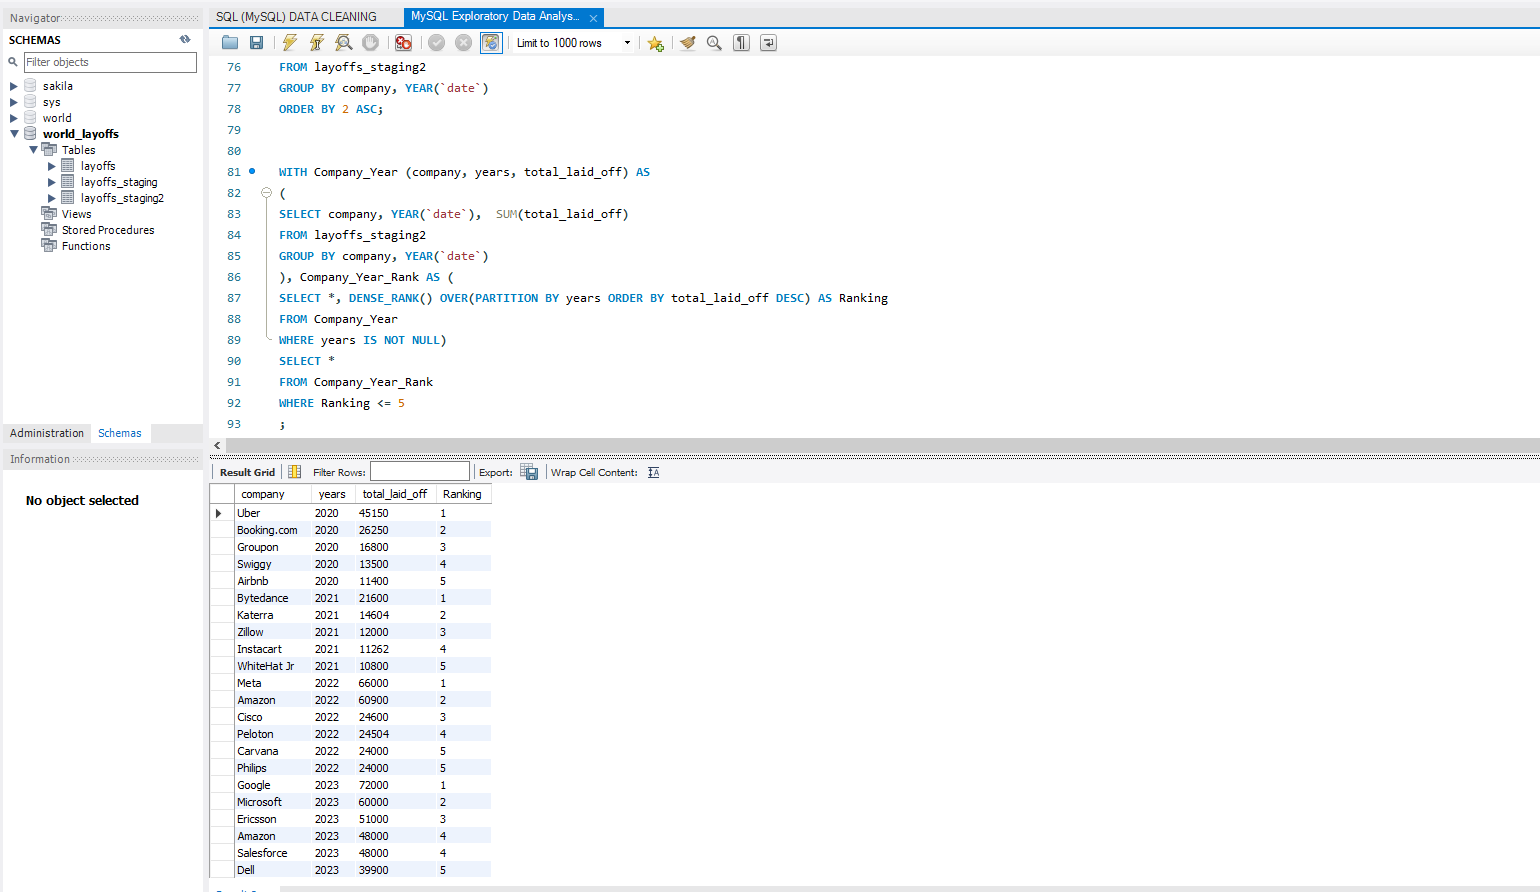 Navigator
SCHEMAS
Filter objects
sakila
sys
world
world_layoffs
Tables
layoffs
layoffs_staging
layoffs_staging2
Views
Stored Procedures
Functions
Administration Schemas
Information
No object selected
SQL (MySQL) DATA CLEANING MySQL Exploratory Data Analys...
Limit to 1000 rows
76 FROM layoffs_staging2
77 GROUP BY company, YEAR(`date`)
78 ORDER BY 2 ASC;
79
80
81 WITH Company_Year (company, years, total_laid_off) AS
82 (
83 SELECT company, YEAR(`date`), SUM(total_laid_off)
84 FROM layoffs_staging2
85 GROUP BY company, YEAR(`date`)
86 ), Company_Year_Rank AS (
87 SELECT *, DENSE_RANK() OVER(PARTITION BY years ORDER BY total_laid_off DESC) AS Ranking
88 FROM Company_Year
89 WHERE years IS NOT NULL)
90 SELECT *
91 FROM Company_Year_Rank
92 WHERE Ranking <= 5
93 ;
Result Grid Filter Rows: Export: Wrap Cell Content:
company years total_laid_off Ranking
Uber 2020 45150 1
Booking.com 2020 26250 2
Groupon 2020 16800 3
Swiggy 2020 13500 4
Airbnb 2020 11400 5
Bytedance 2021 21600 1
Katerra 2021 14604 2
Zillow 2021 12000 3
Instacart 2021 11262 4
WhiteHat Jr 2021 10800 5
Meta 2022 66000 1
Amazon 2022 60900 2
Cisco 2022 24600 3
Peloton 2022 24504 4
Carvana 2022 24000 5
Philips 2022 24000 5
Google 2023 72000 1
Microsoft 2023 60000 2
Ericsson 2023 51000 3
Amazon 2023 48000 4
Salesforce 2023 48000 4
Dell 2023 39900 5